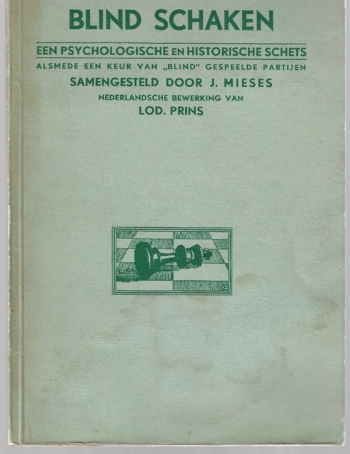 BLIND SCHAKEN
EEN PSYCHOLOGISCHE EN HISTORISCHE SCHETS
ALSMEDE EEN KEUR VAN „BLIND” GESPEELDE PARTIJEN
SAMENGESTELD DOOR J. MIESES
NEDERLANDSCHE BEWERKING VAN
LOD. PRINS